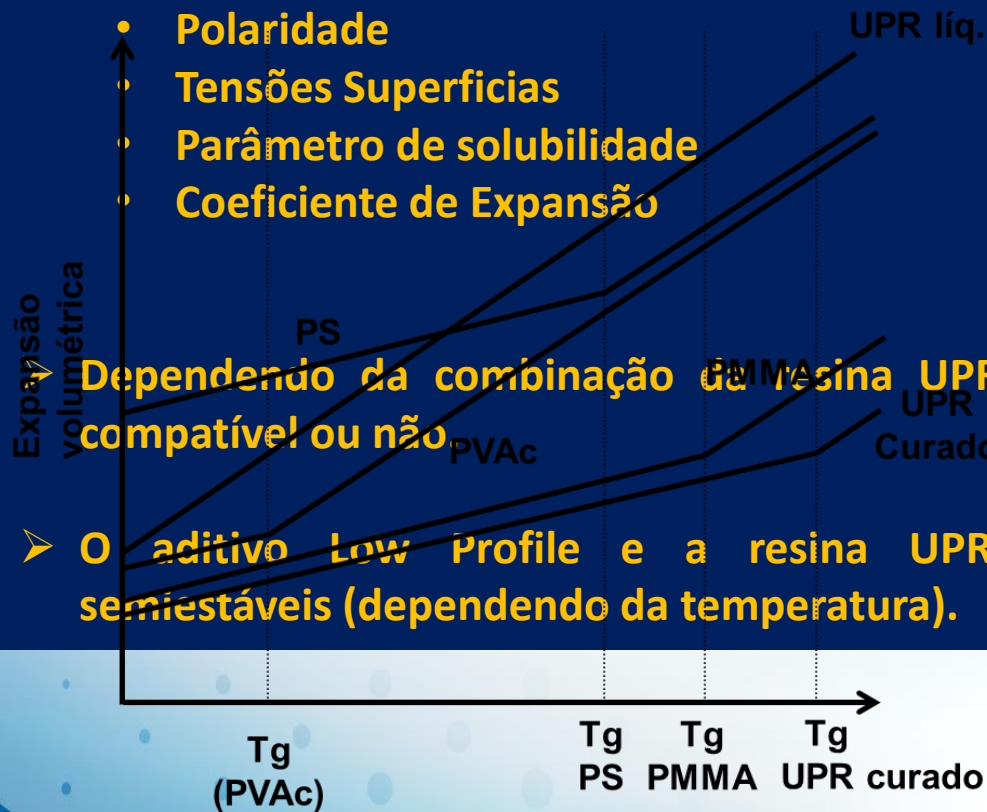 • Polaridade
UPR líq.
• Tensões Superficias
• Parâmetro de solubilidade
• Coeficiente de Expansão
Expansão
volumétrica
PS
➢ Dependendo da combinação da resina UPR
PMMA
compatível ou não.
PVAc
UPR
Curado
➢ O aditivo Low Profile e a resina UPR
semiestáveis (dependendo da temperatura).
Tg
(PVAc)
Tg
PS
Tg
PMMA
Tg
UPR curado